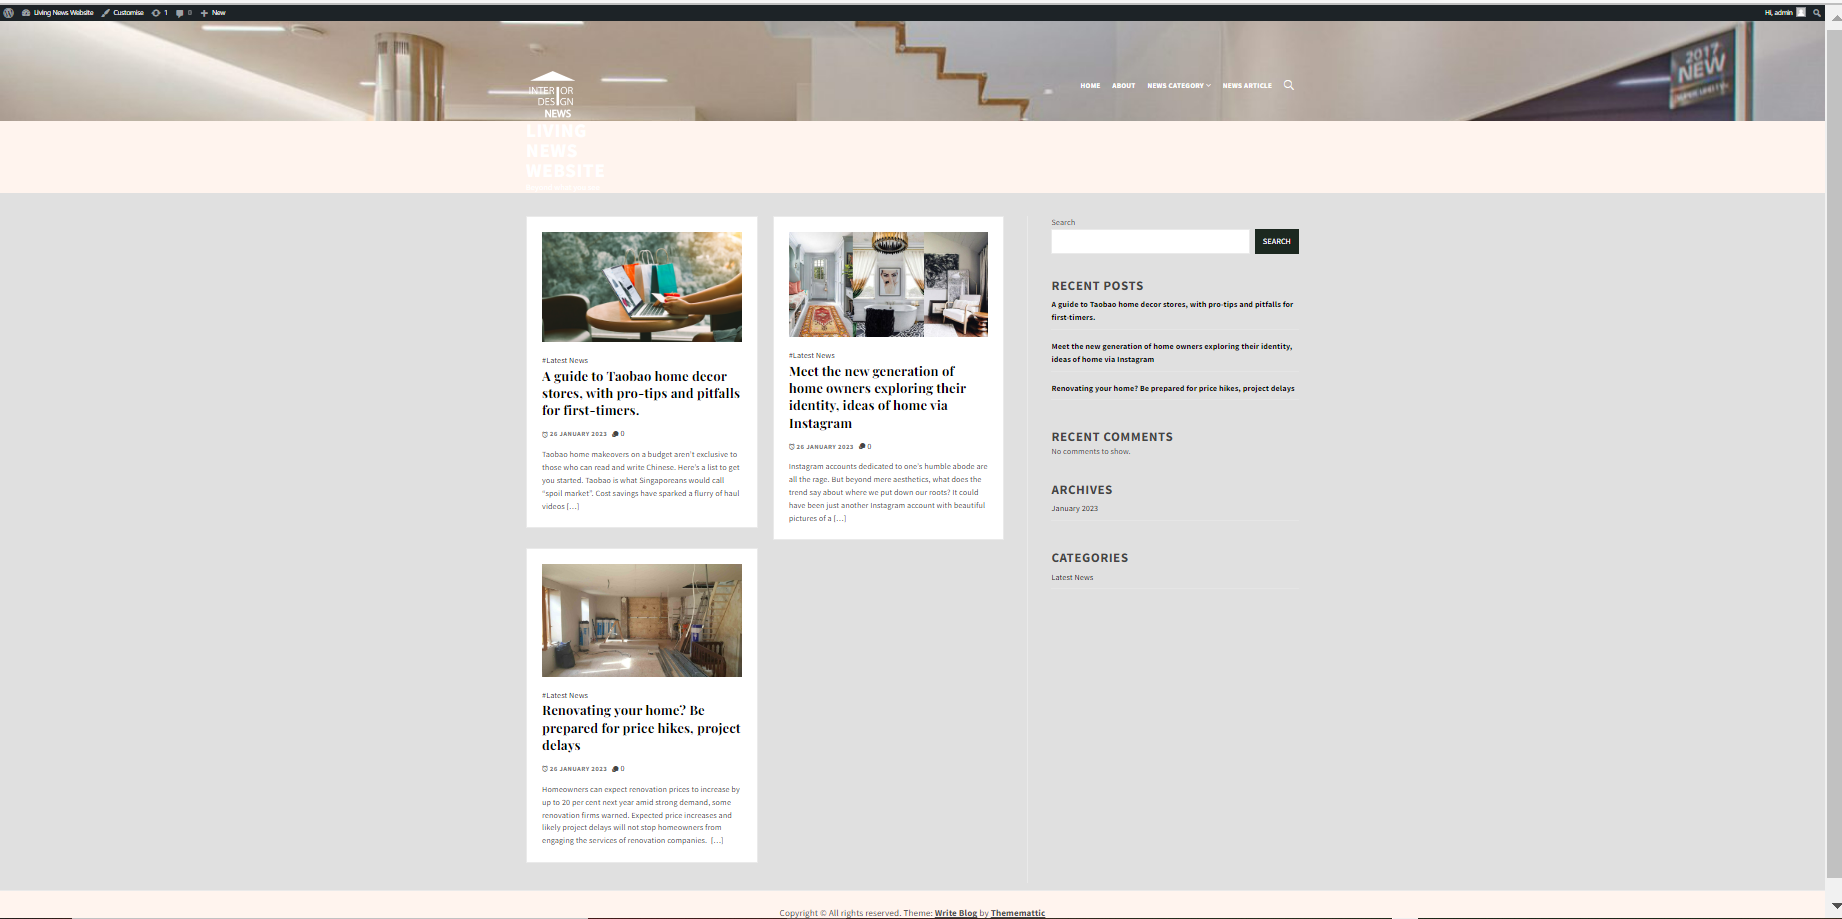 Living News Website Customise 1 0 New
Hi, admin
2017
NEW
INTERIOR
DESIGN
NEWS
HOME ABOUT NEWS CATEGORY NEWS ARTICLE
LIVING
NEWS
WEBSITE
#Latest News
A guide to Taobao home decor
stores, with pro-tips and pitfalls
for first-timers.
26 JANUARY 2023 0
Taobao home makeovers on a budget aren't exclusive to
those who can read and write Chinese. Here's a list to get
you started. Taobao is what Singaporeans would call
“spoil market”. Cost savings have sparked a flurry of haul
videos […]
#Latest News
Meet the new generation of
home owners exploring their
identity, ideas of home via
Instagram
26 JANUARY 2023 0
Instagram accounts dedicated to one's humble abode are
all the rage. But beyond mere aesthetics, what does the
trend say about where we put down our roots? It could
have been just another Instagram account with beautiful
pictures of a […]
#Latest News
Renovating your home? Be
prepared for price hikes, project
delays
26 JANUARY 2023 0
Homeowners can expect renovation prices to increase by
up to 20 per cent next year amid strong demand, some
renovation firms warned. Expected price increases and
likely project delays will not stop homeowners from
engaging the services of renovation companies. […]
Search
SEARCH
RECENT POSTS
A guide to Taobao home decor stores, with pro-tips and pitfalls for
first-timers.
Meet the new generation of home owners exploring their identity,
ideas of home via Instagram
Renovating your home? Be prepared for price hikes, project delays
RECENT COMMENTS
No comments to show.
ARCHIVES
January 2023
CATEGORIES
Latest News
Copyright © All rights reserved. Theme: Write Blog by Thememattic